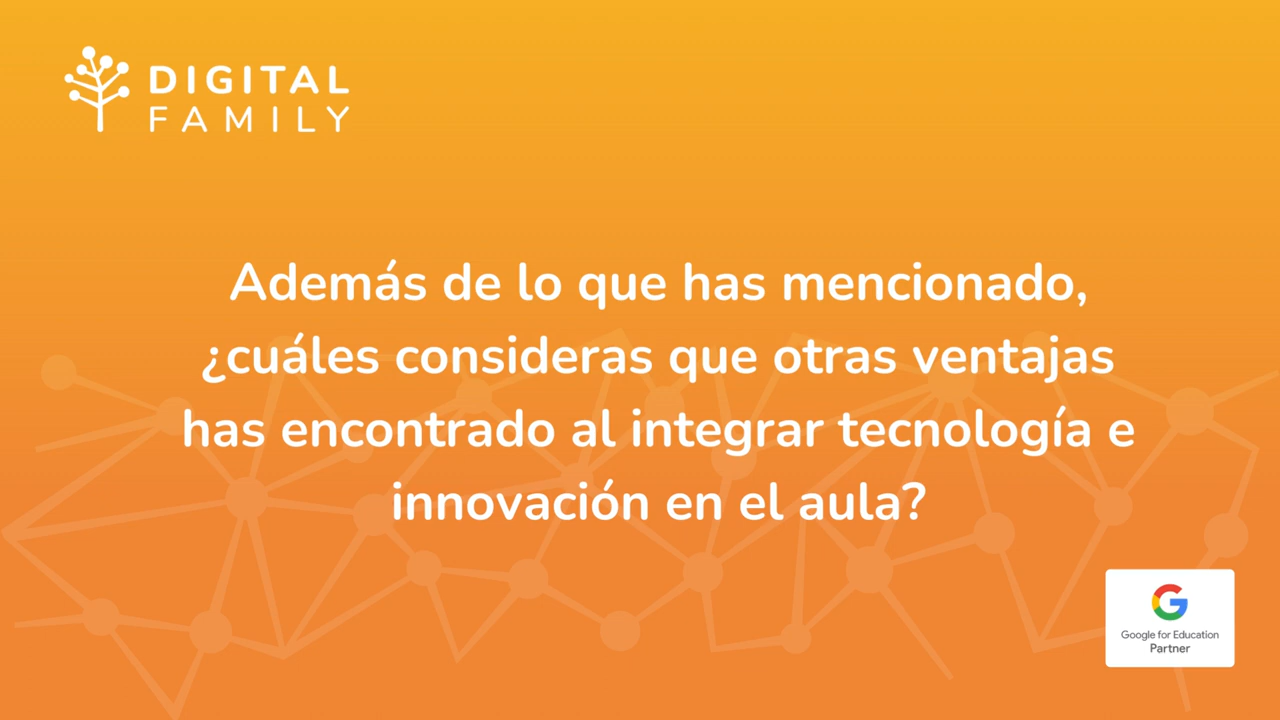 DIGITAL
FAMILY
Además de lo que has mencionado,
¿cuáles consideras que otras ventajas
has encontrado al integrar tecnología e
innovación en el aula?
Google for Education
Partner